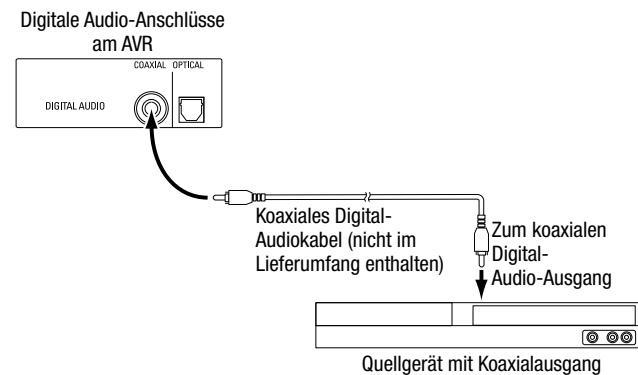 Digitale Audio-Anschlüsse
am AVR
COAXIAL OPTICAL
DIGITAL AUDIO
Koaxiales Digital-
Audiokabel (nicht im
Lieferumfang enthalten)
Zum koaxialen
Digital-
Audio-Ausgang
Quellgerät mit Koaxialausgang